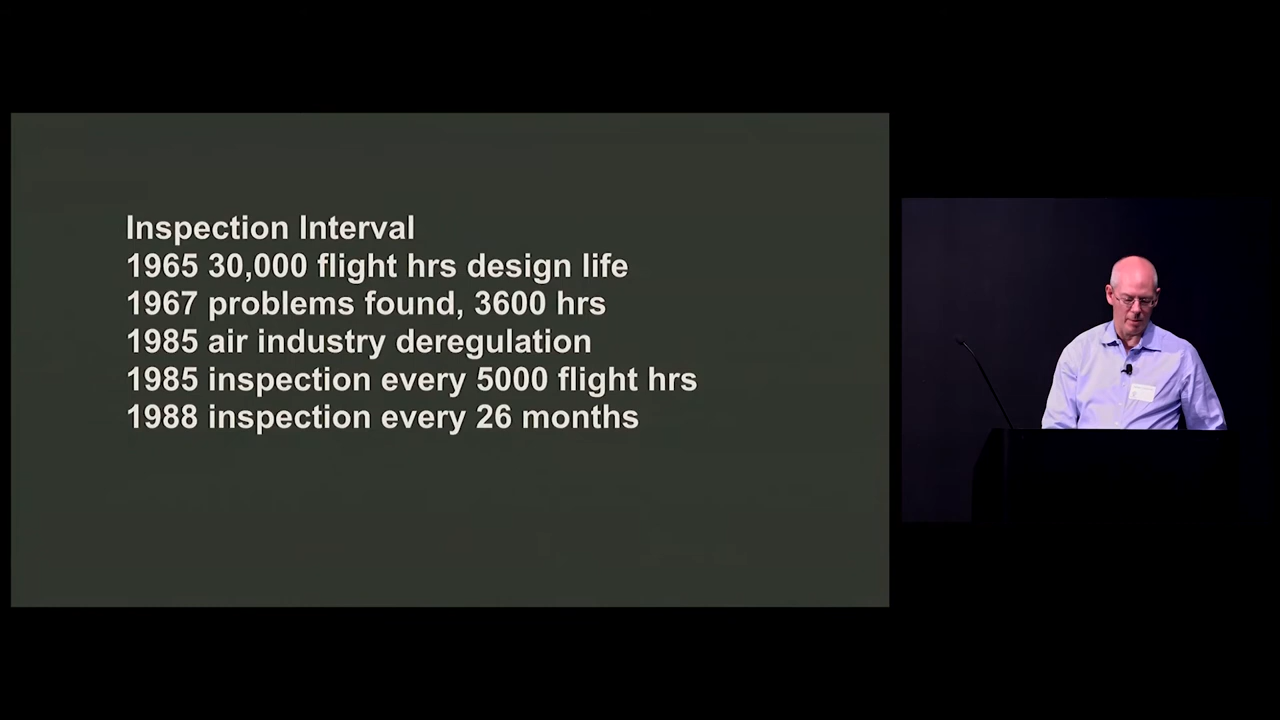 Inspection Interval
1965 30,000 flight hrs design life
1967 problems found, 3600 hrs
1985 air industry deregulation
1985 inspection every 5000 flight hrs
1988 inspection every 26 months